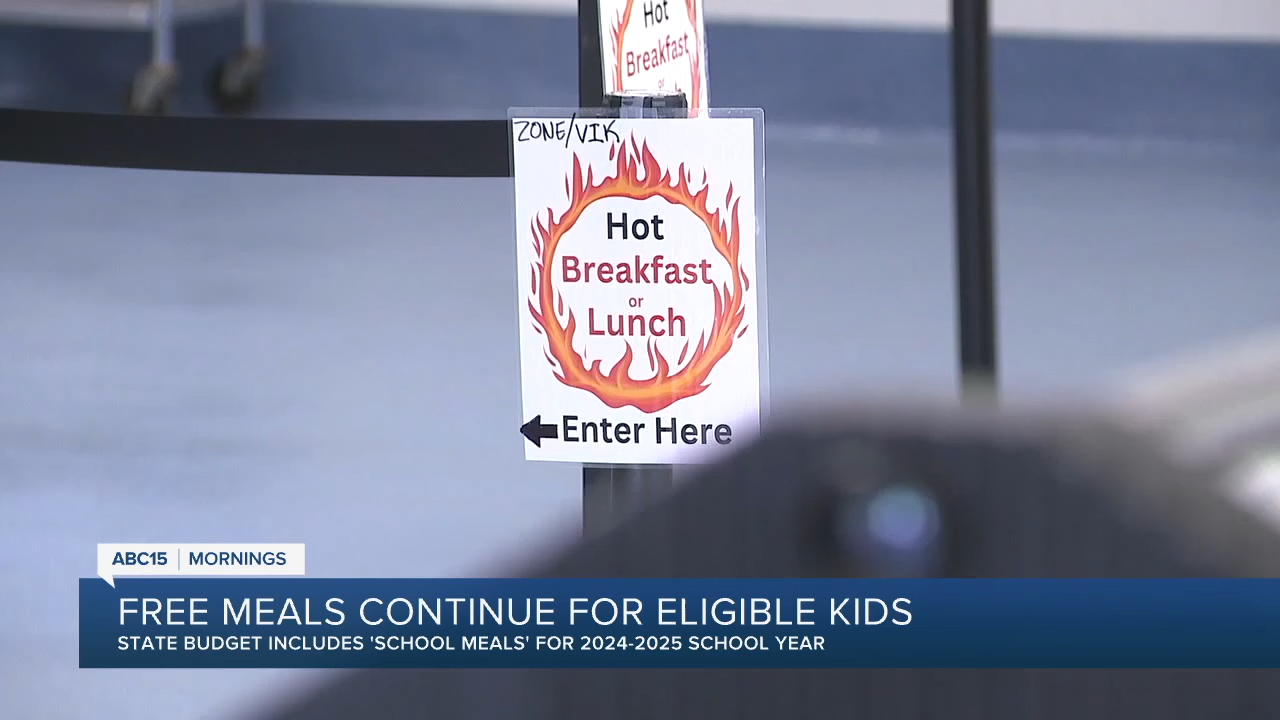 Hot
Breakfast
or
ZONE/VIK
Hot
Breakfast
or
Lunch
Enter Here
ABC15 MORNINGS
FREE MEALS CONTINUE FOR ELIGIBLE KIDS
STATE BUDGET INCLUDES 'SCHOOL MEALS' FOR 2024-2025 SCHOOL YEAR